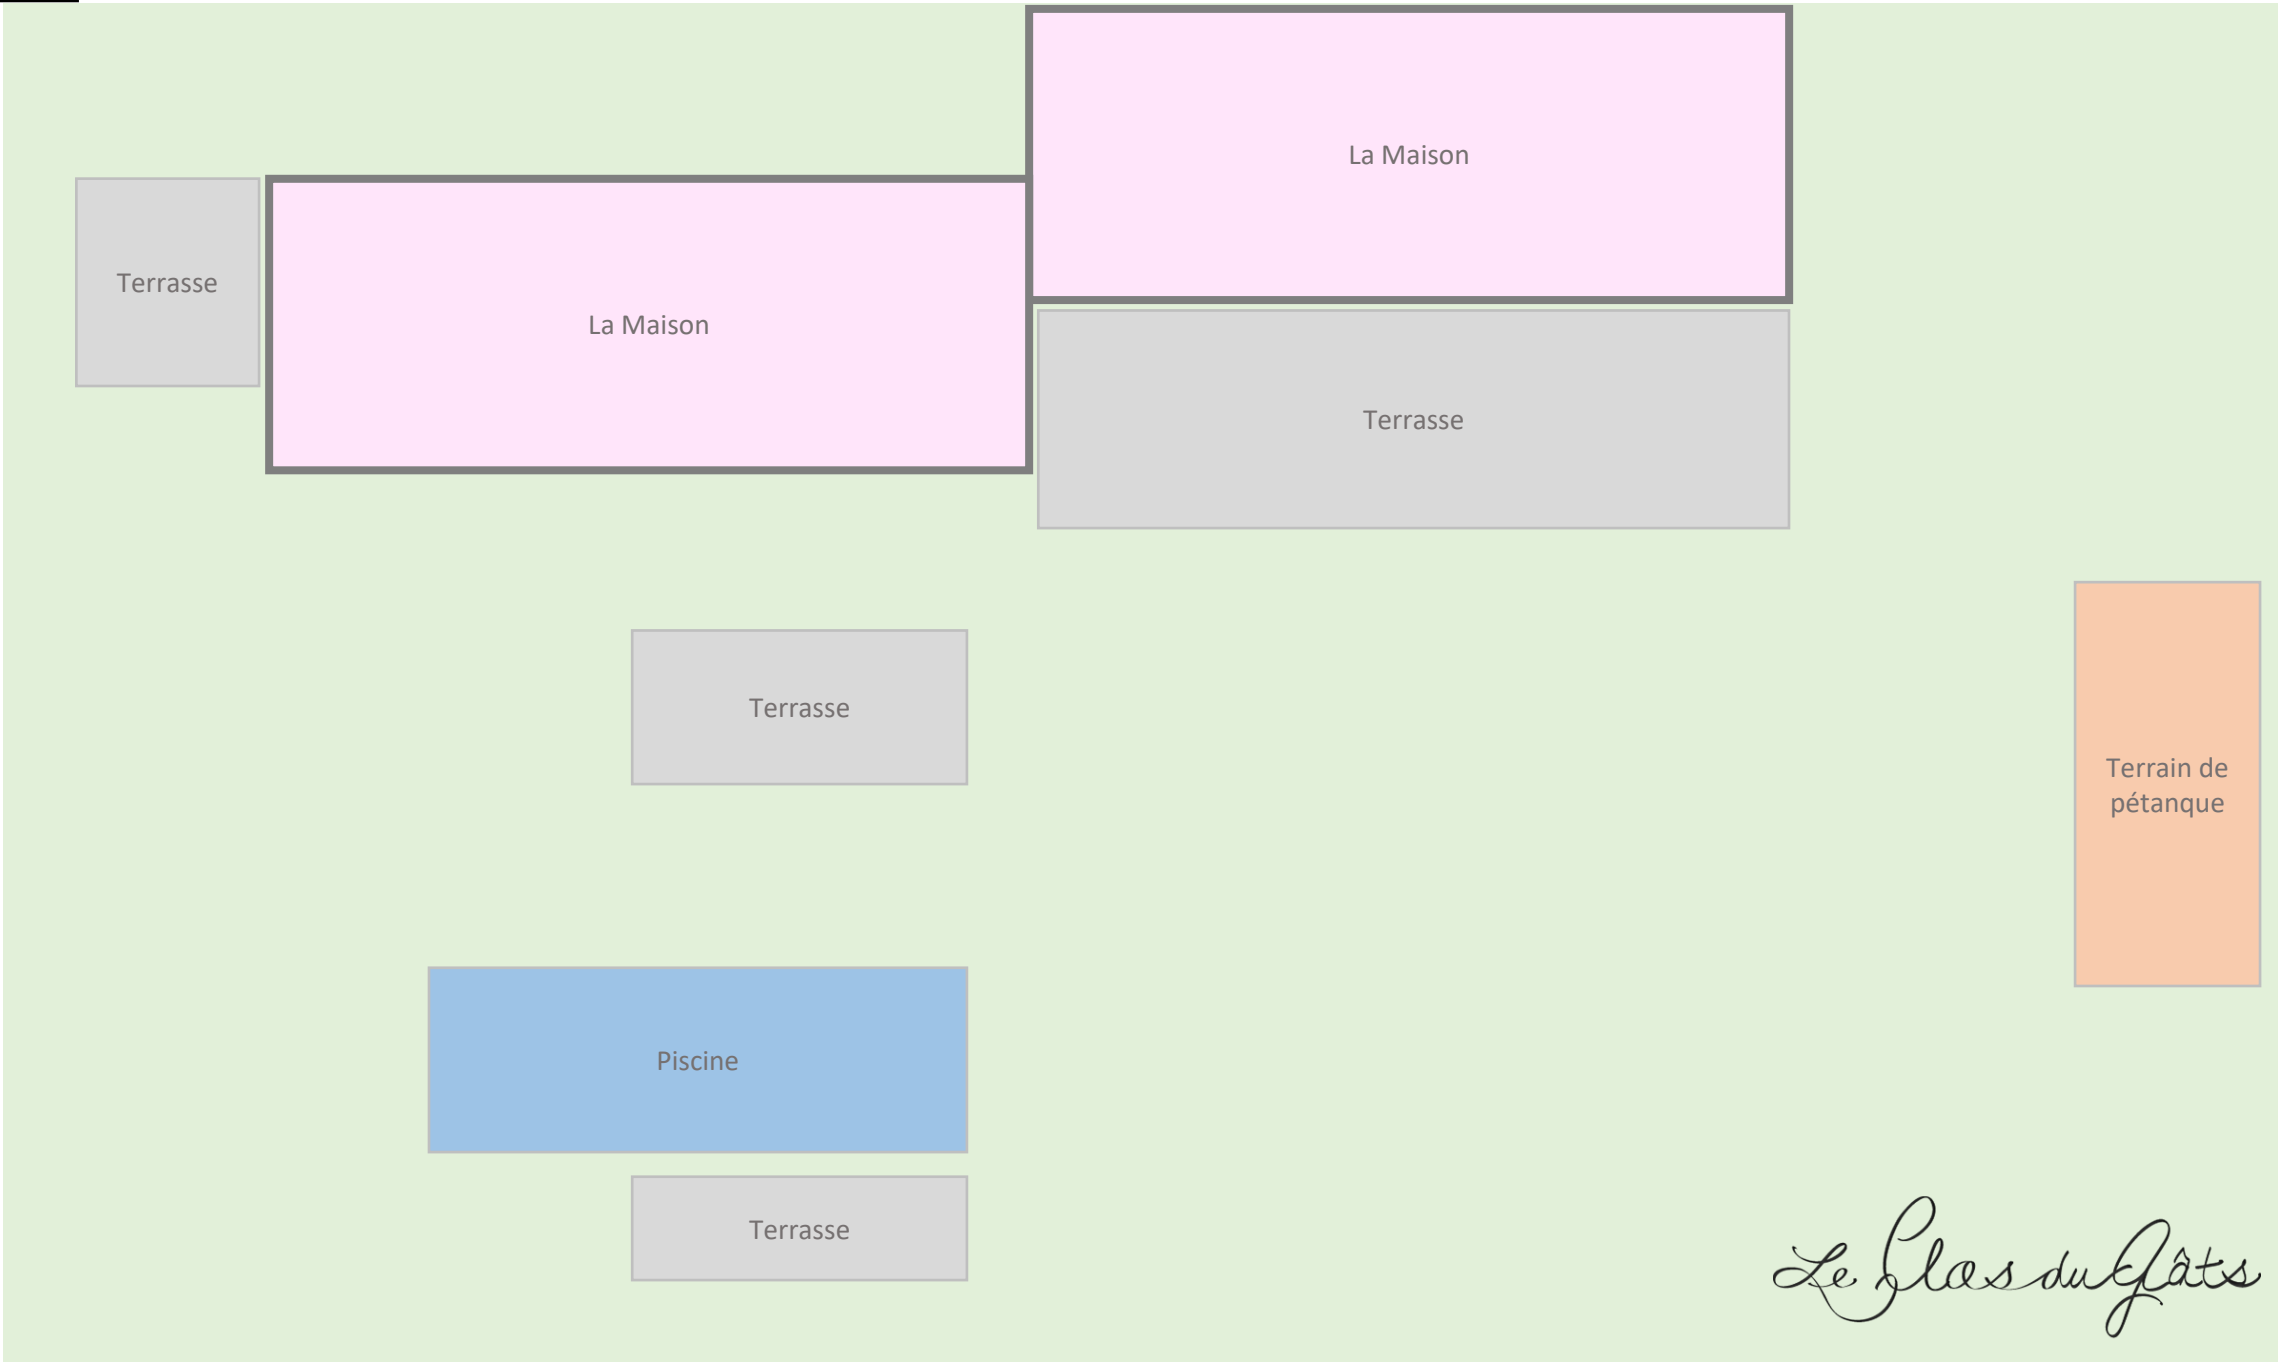 La Maison
Terrasse
La Maison
Terrasse
Terrasse
Terrain de
pétanque
Piscine
Terrasse
Le Clos du Gâts